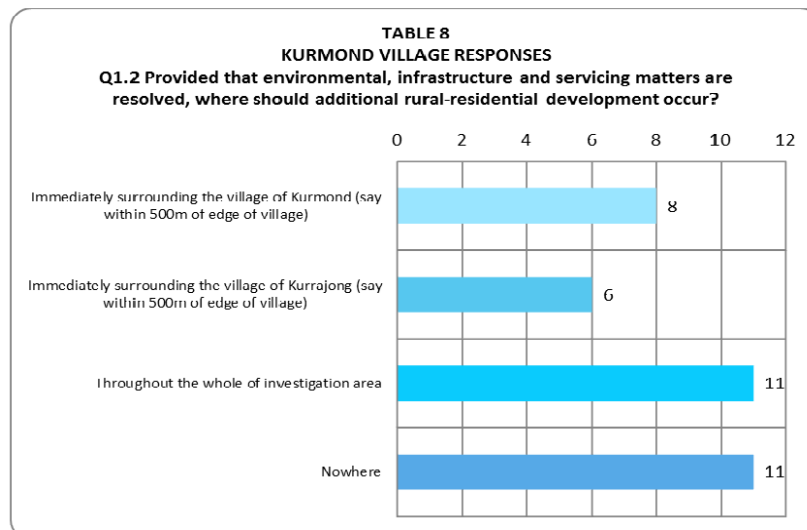 TABLE 8
KURMOND VILLAGE RESPONSES
Q1.2 Provided that environmental, infrastructure and servicing matters are
resolved, where should additional rural-residential development occur?
0 2 4 6 8 10 12
Immediately surrounding the village of Kurmond (say
within 500m of edge of village)
8
Immediately surrounding the village of Kurrajong (say
within 500m of edge of village)
6
Throughout the whole of investigation area
11
Nowhere
11